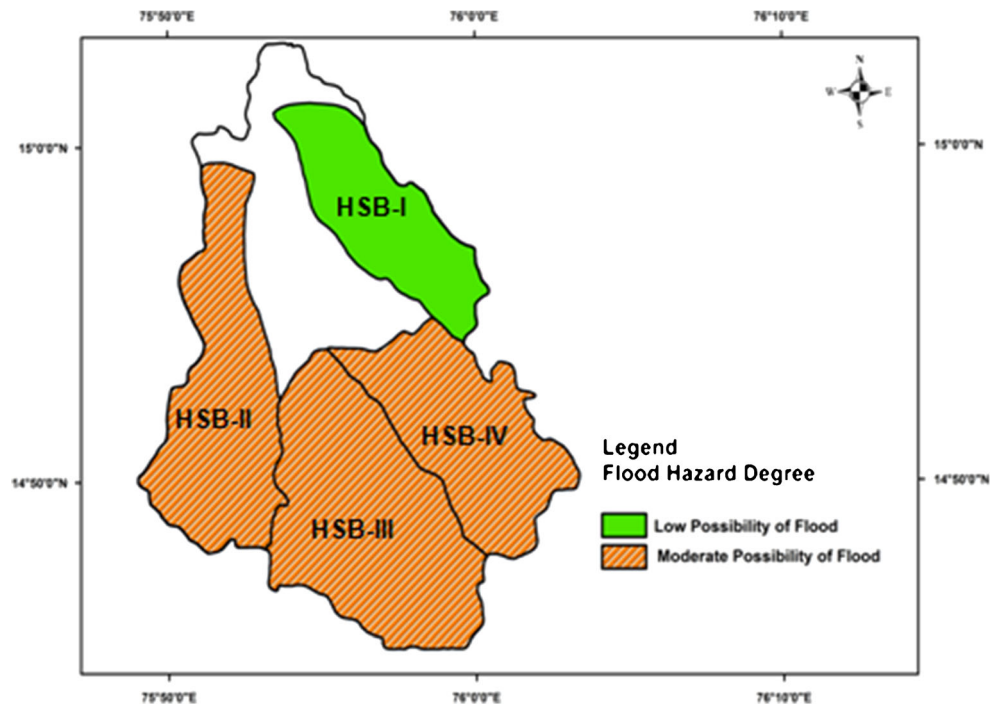 75°50'0"E 76°0'0"E 76°10'0"E
N
W E
S
15°0'0"N 15°0'0"N
HSB-I
HSB-II
HSB-IV
Legend
Flood Hazard Degree
14°50'0"N 14°50'0"N
HSB-III
Low Possibility of Flood
Moderate Possibility of Flood
75°50'0"E 76°0'0"E 76°10'0"E